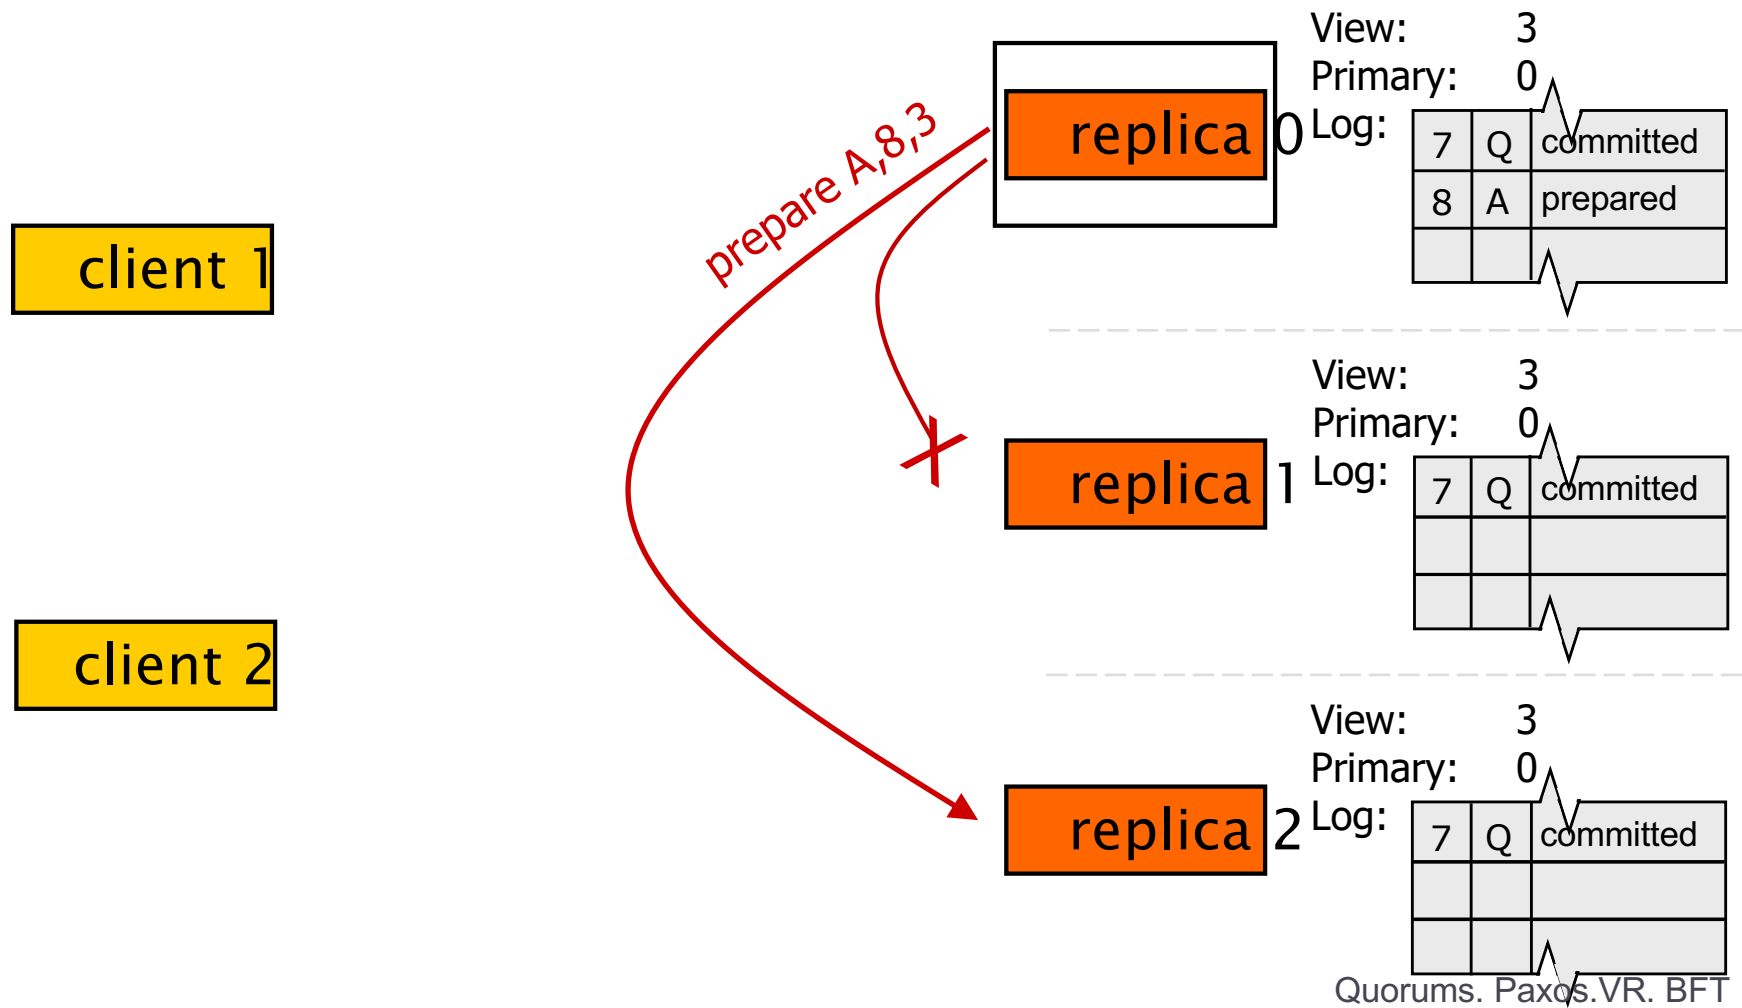 client 1
client 2
prepare A,8,3
replica 0
View: 3
Primary: 0
Log:
7 Q committed
8 A prepared
replica 1
View: 3
Primary: 0
Log:
7 Q committed
replica 2
View: 3
Primary: 0
Log:
7 Q committed
Quorums. Paxos.VR. BFT